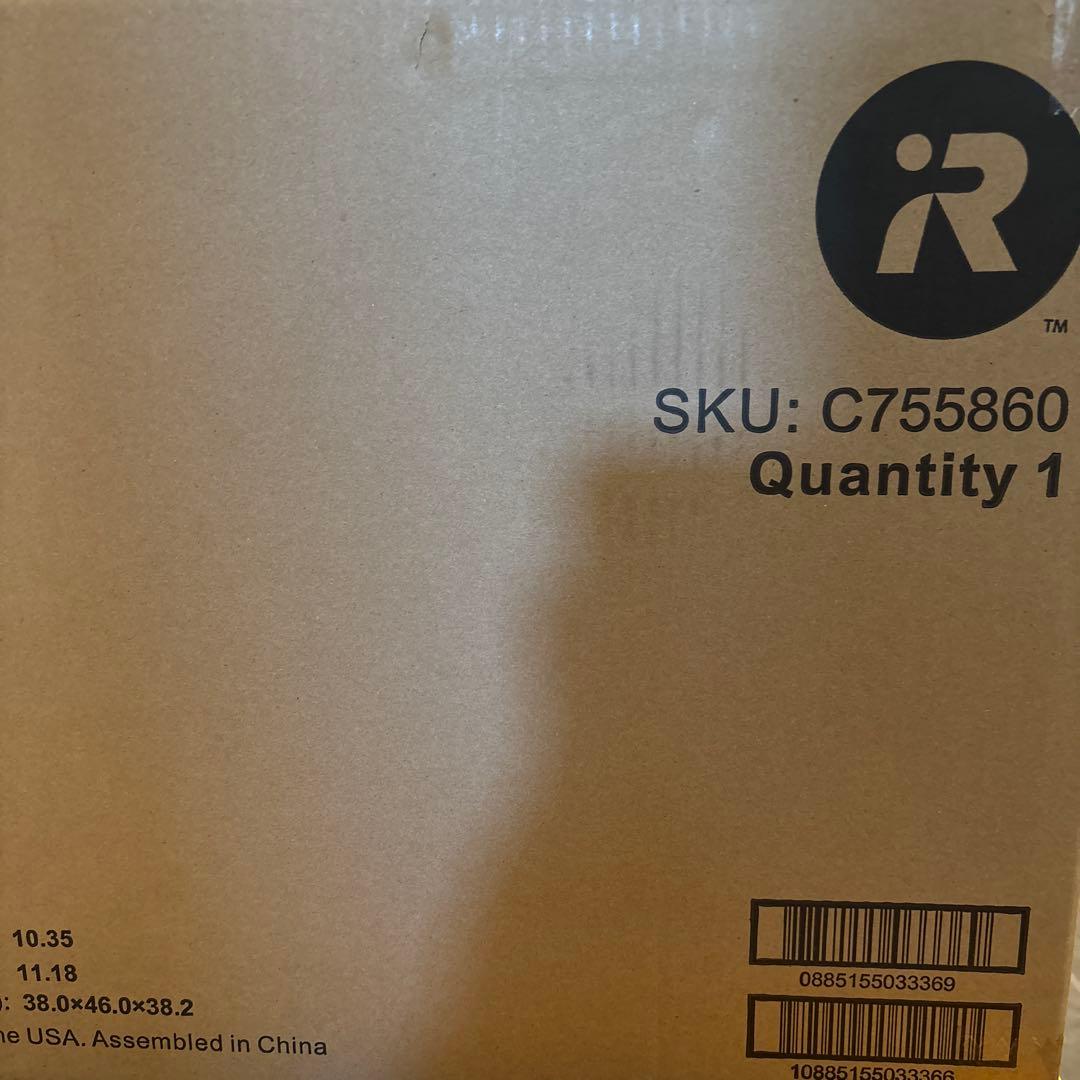 iR
TM
SKU: C755860
Quantity 1
10.35
11.18
): 38.0×46.0×38.2
he USA. Assembled in China
0885155033369
10885155033366